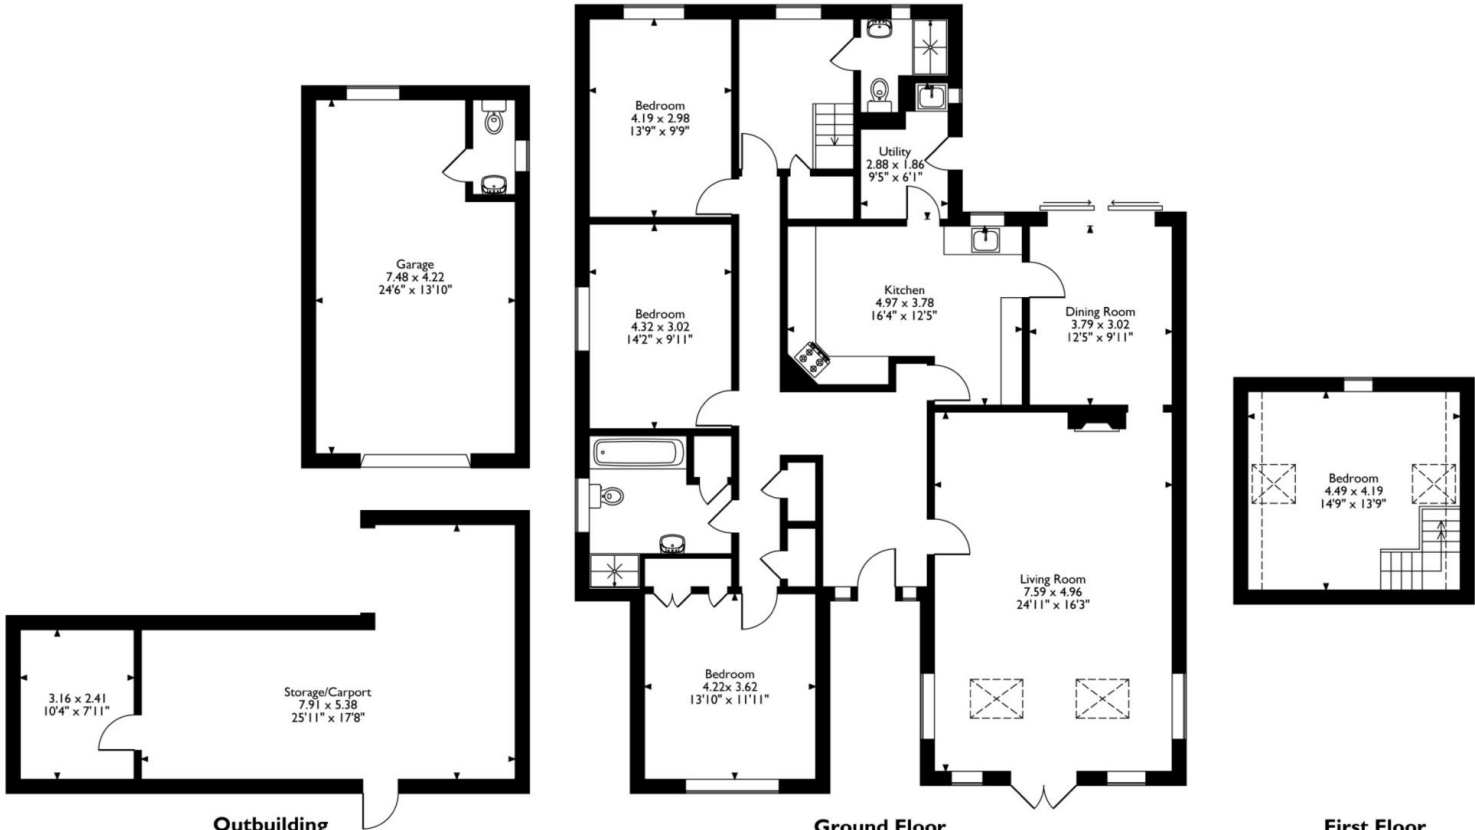 Bedroom
4.19 x 2.98
13'9" x 9'9"
Utility
2.88 x 1.86
9'5" x 6'1"
Garage
7.48 x 4.22
24'6" x 13'10"
Kitchen
4.97 x 3.78
16'4" x 12'5"
Bedroom
4.32 x 3.02
14'2" x 9'11"
Dining Room
3.79 x 3.02
12'5" x 9'11"
Bedroom
4.49 x 4.19
14'9" x 13'9"
Living Room
7.59 x 4.96
24'11" x 16'3"
Bedroom
4.22x 3.62
13'10" x 11'11"
3.16 x 2.41
10'4" x 7'11"
Storage/Carport
7.91 x 5.38
25'11" x 17'8"
Outbuilding
Ground Floor
First Floor